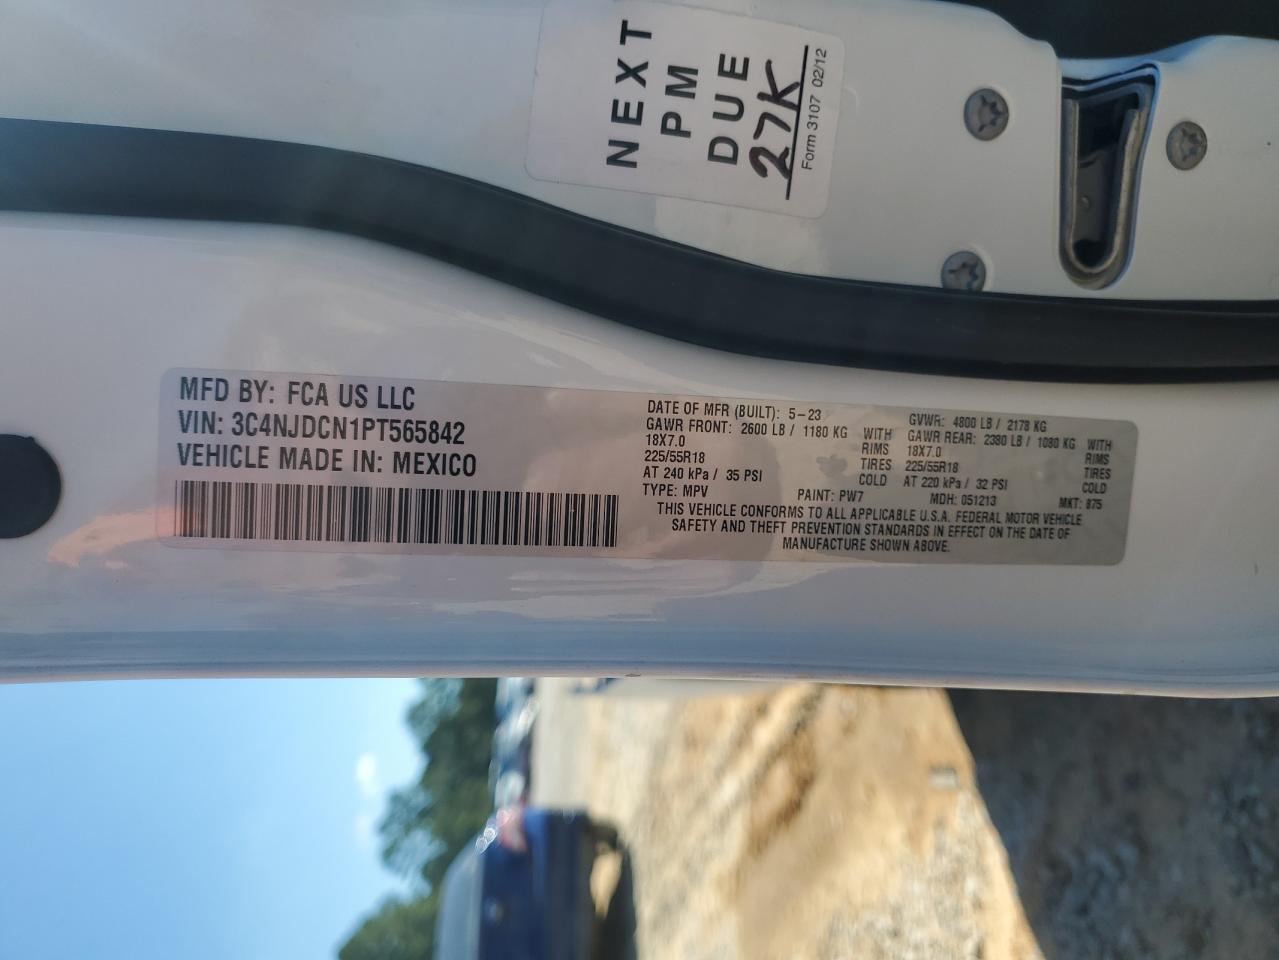 NEXT
PM
DUE
27K
Form 3107 02/12
MFD BY: FCA US LLC
VIN: 3C4NJDCN1PT565842
VEHICLE MADE IN: MEXICO
DATE OF MFR (BUILT): 5-23
GAWR FRONT: 2600 LB / 1180 KG WITH
18X7.0 RIMS
225/55R18 TIRES
AT 240 kPa / 35 PSI COLD
GVWR: 4800 LB / 2178 KG
GAWR REAR: 2380 LB / 1080 KG WITH
18X7.0 RIMS
225/55R18 TIRES
AT 220 kPa / 32 PSI COLD
TYPE: MPV PAINT: PW7 MDH: 051213 MKT: 875
THIS VEHICLE CONFORMS TO ALL APPLICABLE U.S.A. FEDERAL MOTOR VEHICLE
SAFETY AND THEFT PREVENTION STANDARDS IN EFFECT ON THE DATE OF
MANUFACTURE SHOWN ABOVE.